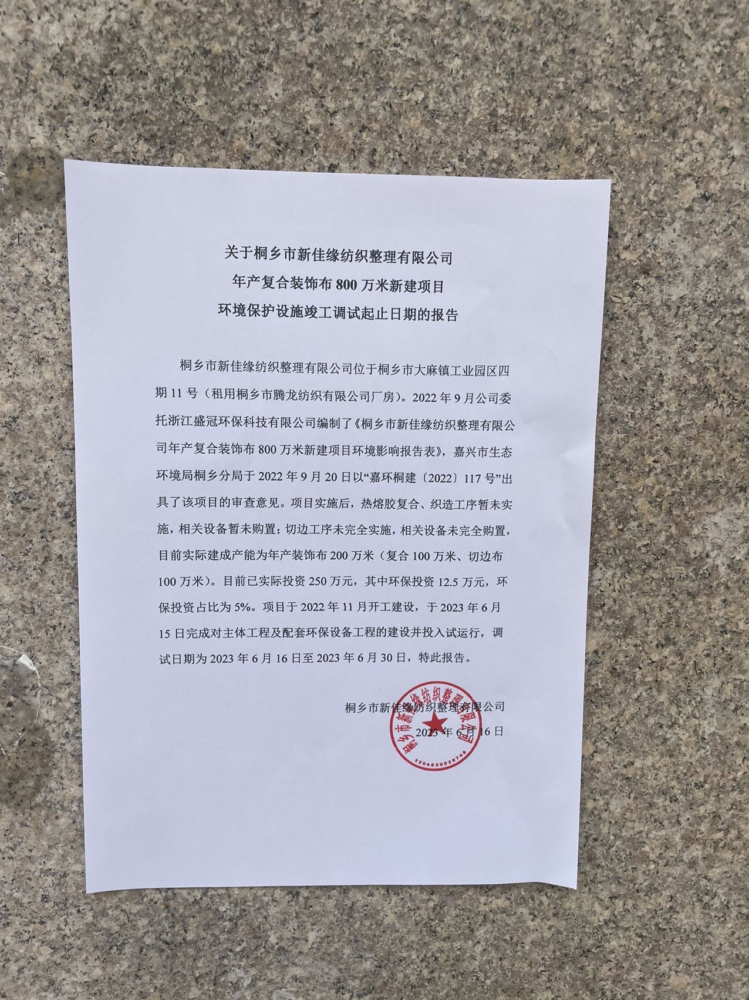 关于桐乡市新佳缘纺织整理有限公司
年产复合装饰布 800 万米新建项目
环境保护设施竣工调试起止日期的报告
桐乡市新佳缘纺织整理有限公司位于桐乡市大麻镇工业园区四
期 11 号（租用桐乡市腾龙纺织有限公司厂房）。2022 年 9 月公司委
托浙江盛冠环保科技有限公司编制了《桐乡市新佳缘纺织整理有限公
司年产复合装饰布 800 万米新建项目环境影响报告表》，嘉兴市生态
环境局桐乡分局于 2022 年 9 月 20 日以“嘉环桐建〔2022〕117 号”出
具了该项目的审查意见。项目实施后，热熔胶复合、织造工序暂未实
施，相关设备暂未购置；切边工序未完全实施，相关设备未完全购置，
目前实际建成产能为年产装饰布 200 万米（复合 100 万米、切边布
100 万米）。目前已实际投资 250 万元，其中环保投资 12.5 万元，环
保投资占比为 5%。项目于 2022 年 11 月开工建设，于 2023 年 6 月
15 日完成对主体工程及配套环保设备工程的建设并投入试运行，调
试日期为 2023 年 6 月 16 日至 2023 年 6 月 30 日，特此报告。
桐乡市新佳缘纺织整理有限公司
2023 年 6 月 16 日
桐乡市新佳缘纺织整理有限公司
3304830029748